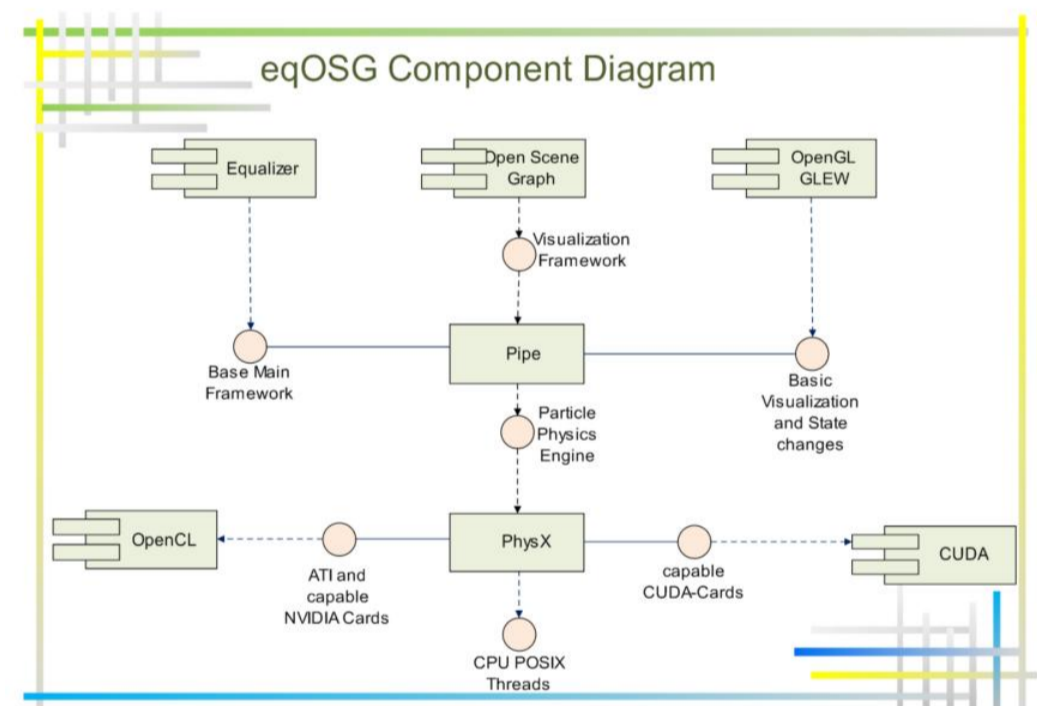 eqOSG Component Diagram
Equalizer
Open Scene
Graph
OpenGL
GLEW
Visualization
Framework
Pipe
Base Main
Framework
Basic
Visualization
and State
changes
Particle
Physics
Engine
OpenCL
PhysX
CUDA
ATI and
capable
NVIDIA Cards
capable
CUDA-Cards
CPU POSIX
Threads